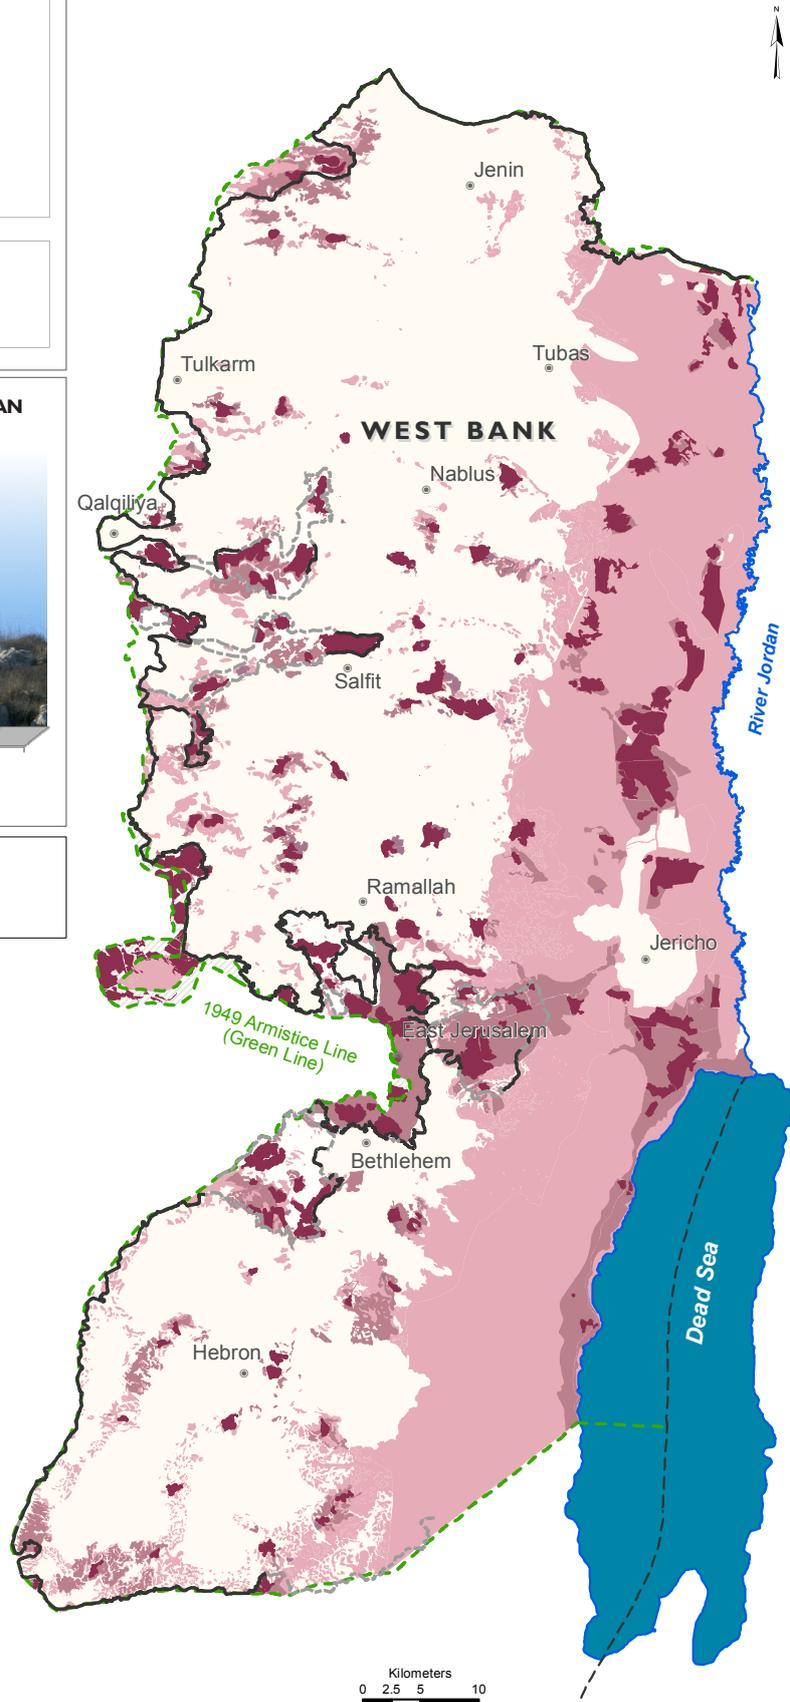 N
AN
Jenin
Tubas
Tulkarm
WEST BANK
Nablus
Qalqiliya
River Jordan
Salfit
Ramallah
Jericho
1949 Armistice Line
(Green Line)
East Jerusalem
Bethlehem
Dead Sea
Hebron
Kilometers
0 2.5 5 10